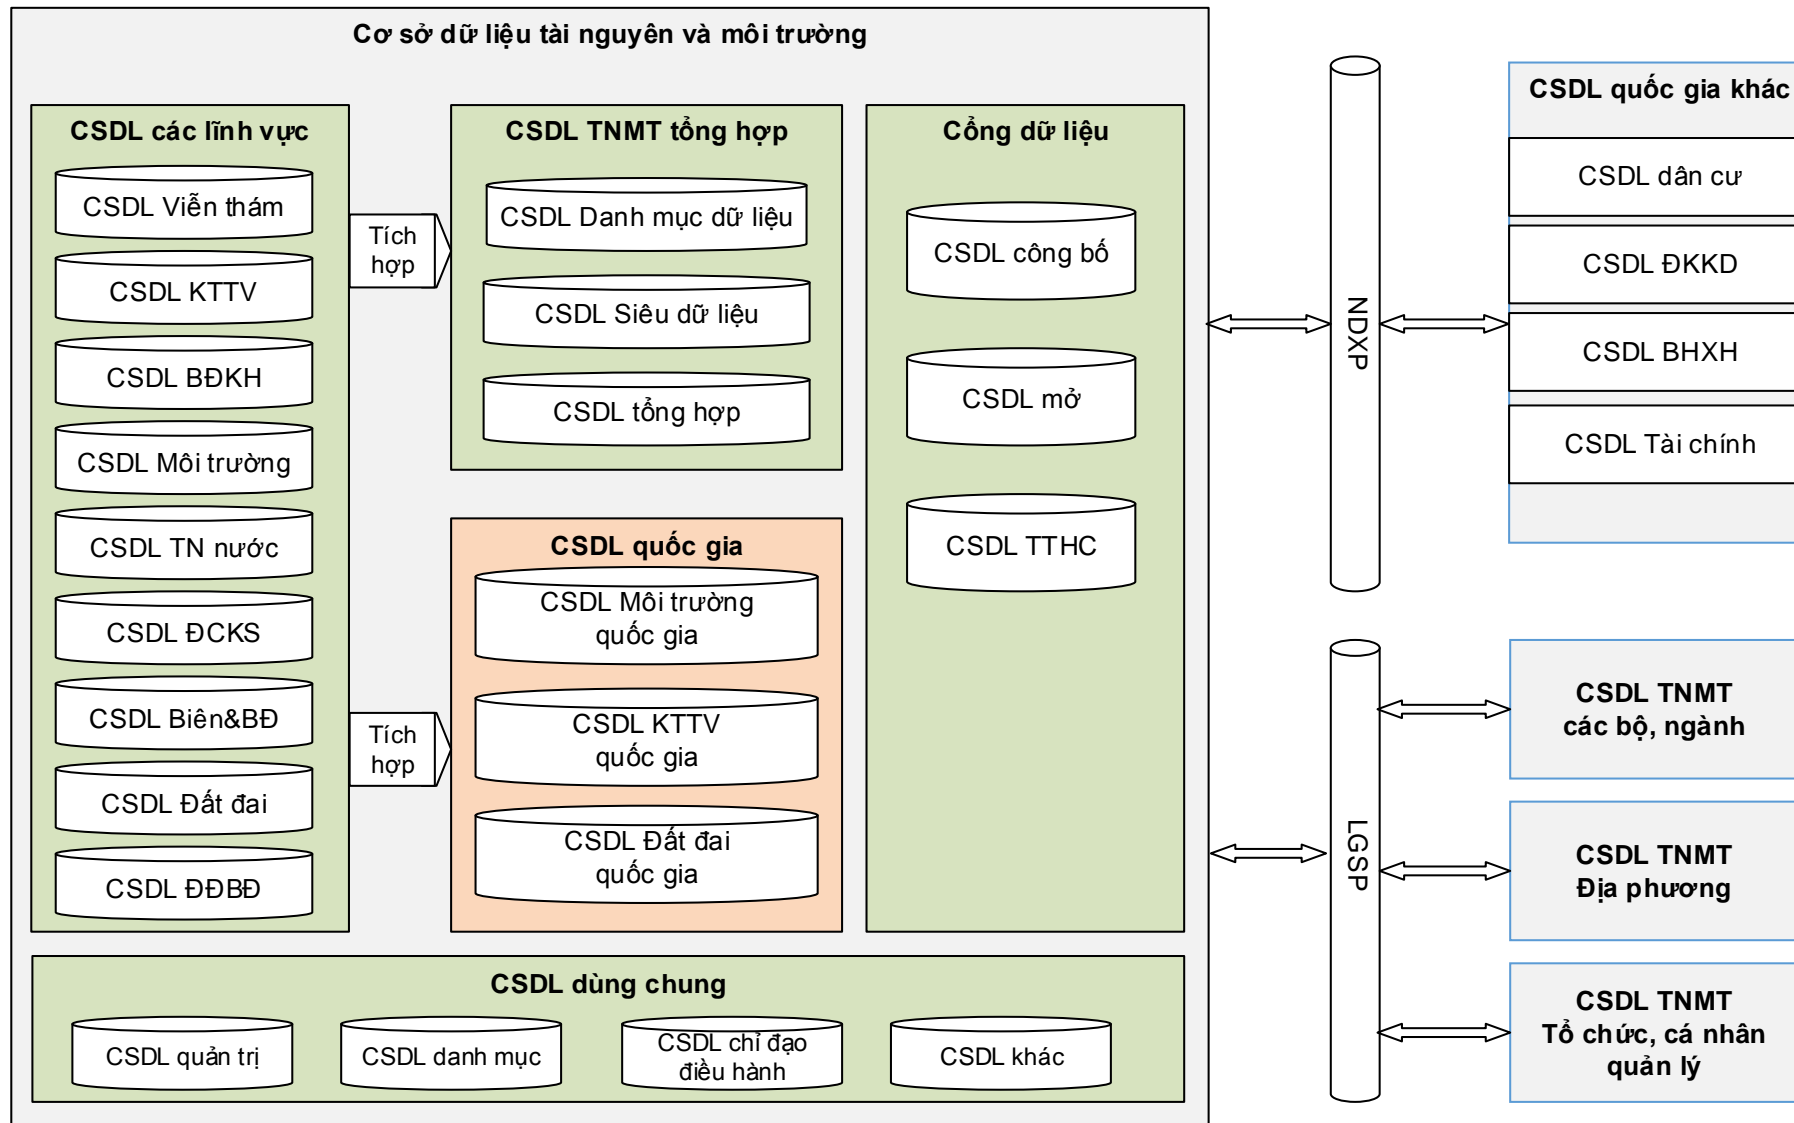 Cơ sở dữ liệu tài nguyên và môi trường
CSDL các lĩnh vực
CSDL Viễn thám
CSDL KTTV
CSDL BĐKH
CSDL Môi trường
CSDL TN nước
CSDL ĐCKS
CSDL Biên&BĐ
CSDL Đất đai
CSDL ĐĐBĐ
Tích
hợp
Tích
hợp
CSDL TNMT tổng hợp
CSDL Danh mục dữ liệu
CSDL Siêu dữ liệu
CSDL tổng hợp
CSDL quốc gia
CSDL Môi trường
quốc gia
CSDL KTTV
quốc gia
CSDL Đất đai
quốc gia
Cổng dữ liệu
CSDL công bố
CSDL mở
CSDL TTHC
CSDL dùng chung
CSDL quản trị
CSDL danh mục
CSDL chỉ đạo
điều hành
CSDL khác
NDXP
LGSP
CSDL quốc gia khác
CSDL dân cư
CSDL ĐKKD
CSDL BHXH
CSDL Tài chính
CSDL TNMT
các bộ, ngành
CSDL TNMT
Địa phương
CSDL TNMT
Tổ chức, cá nhân
quản lý